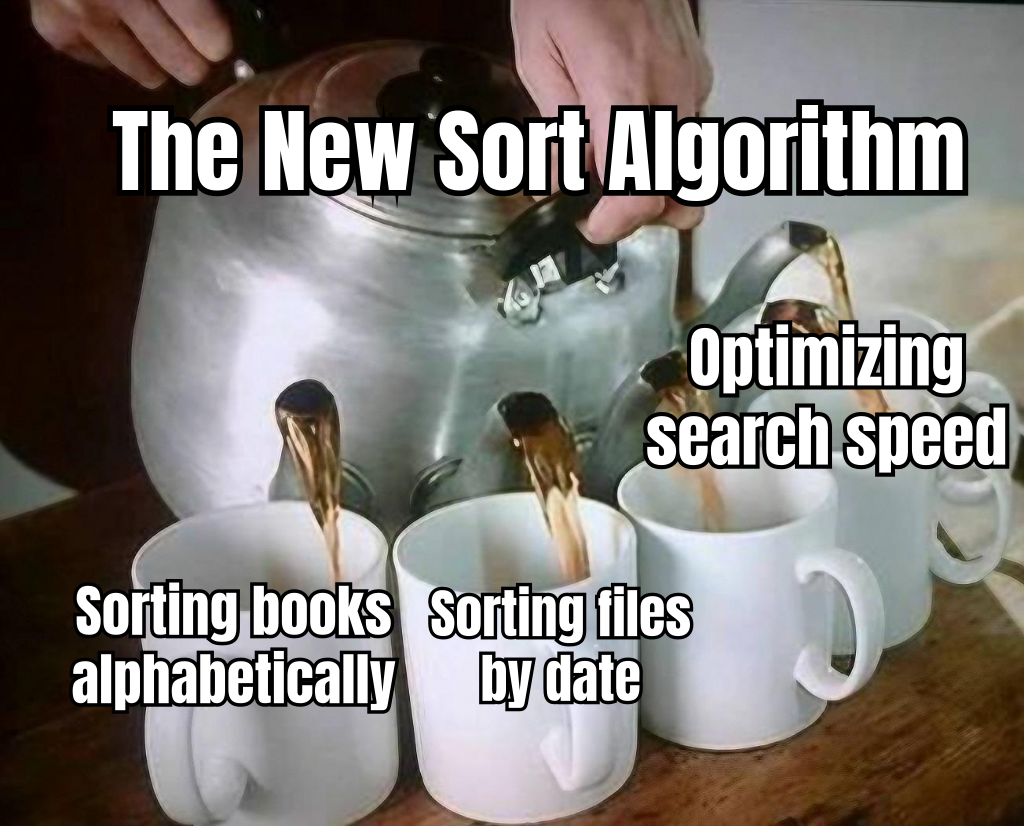 The New Sort Algorithm
Optimizing
search speed
Sorting books
alphabetically
Sorting files
by date